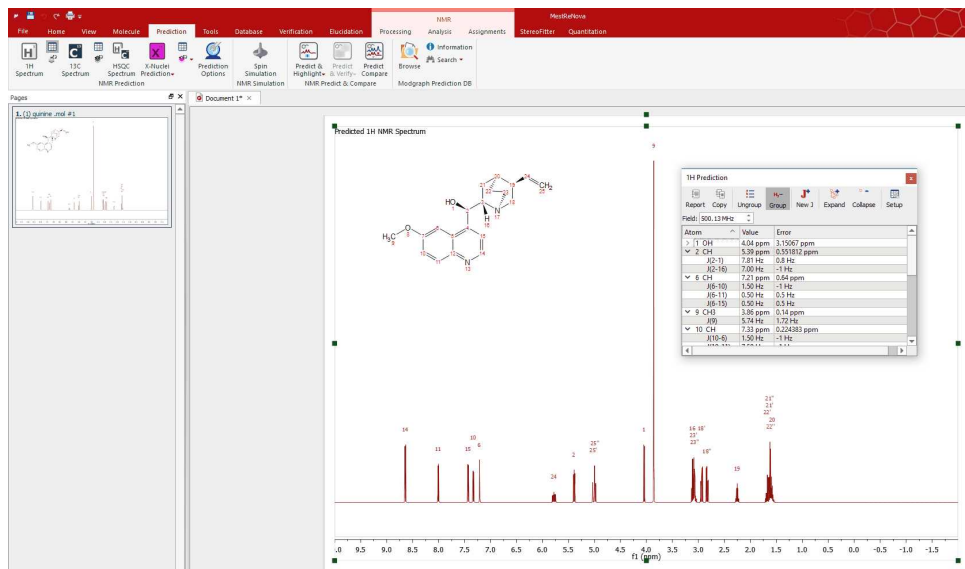 NMR
MestReNova
File Home View Molecule Prediction Tools Database Verification Elucidation Processing Analysis Assignments StereoFitter Quantitation
1H Spectrum
13C Spectrum
HSQC Spectrum
X-Nuclei Prediction
Prediction Options
Spin Simulation
Predict & Highlight
Predict & Verify
Predict Compare
Browse
Information
Search
NMR Prediction
NMR Simulation
NMR Predict & Compare
Modgraph Prediction DB
Pages
Document 1*
1. (1) quinine .mol #1
Predicted 1H NMR Spectrum
9
1H Prediction
Report Copy Ungroup Group New J Expand Collapse Setup
Field: 500.13 MHz
Atom Value Error
1 OH 4.04 ppm 3.15067 ppm
2 CH 5.39 ppm 0.551812 ppm
J(2-1) 7.81 Hz 0.8 Hz
J(2-16) 7.00 Hz -1 Hz
6 CH 7.21 ppm 0.64 ppm
J(6-10) 1.50 Hz -1 Hz
J(6-11) 0.50 Hz 0.5 Hz
J(6-15) 0.50 Hz 0.5 Hz
9 CH3 3.86 ppm 0.14 ppm
J(9) 5.74 Hz 1.72 Hz
10 CH 7.33 ppm 0.224383 ppm
J(10-6) 1.50 Hz -1 Hz
HO
H
N
H₃C
O
N
14 11 15 10 6 24 2 25'' 25' 1 16 18' 23' 23'' 18'' 19 21'' 21' 22' 20 22''
.0 9.5 9.0 8.5 8.0 7.5 7.0 6.5 6.0 5.5 5.0 4.5 4.0 3.5 3.0 2.5 2.0 1.5 1.0 0.5 0.0 -0.5 -1.0 -1.5
f1 (ppm)